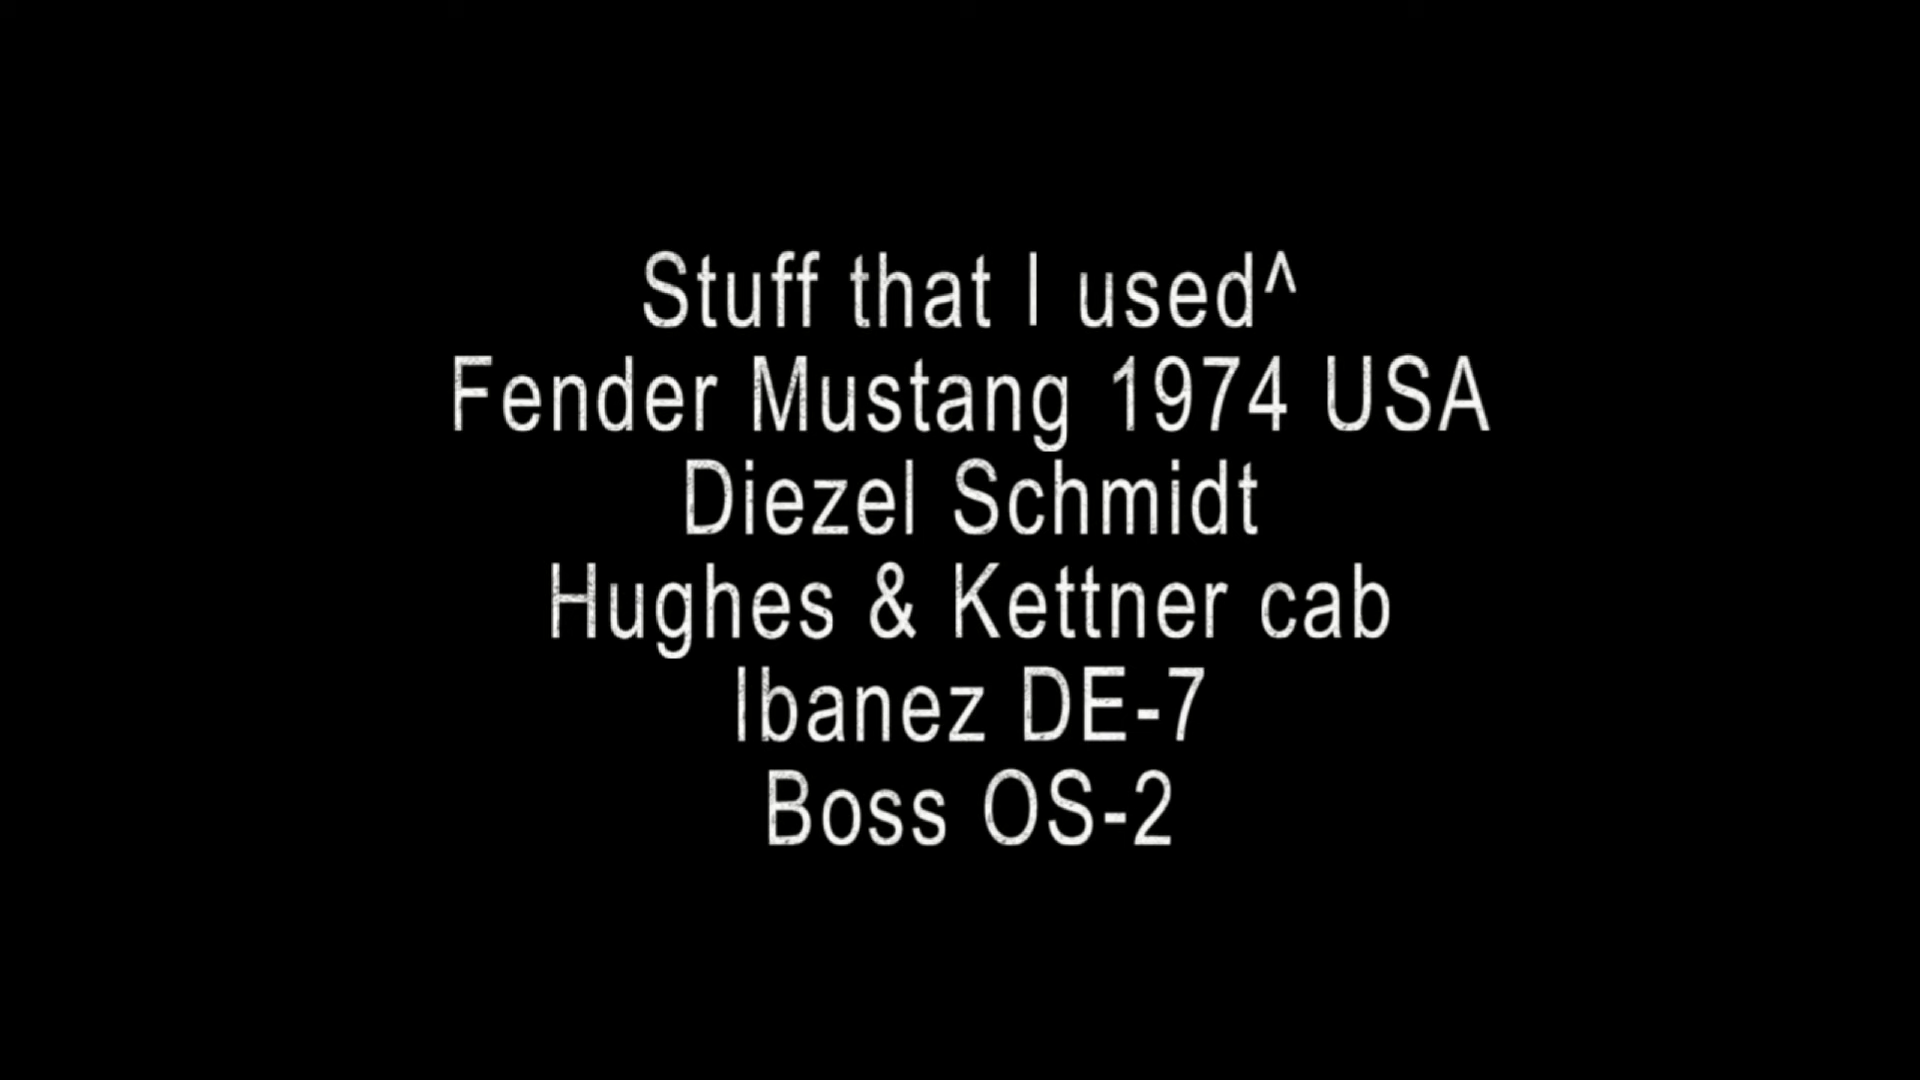 Stuff that I used^
Fender Mustang 1974 USA
Diezel Schmidt
Hughes & Kettner cab
Ibanez DE-7
Boss OS-2